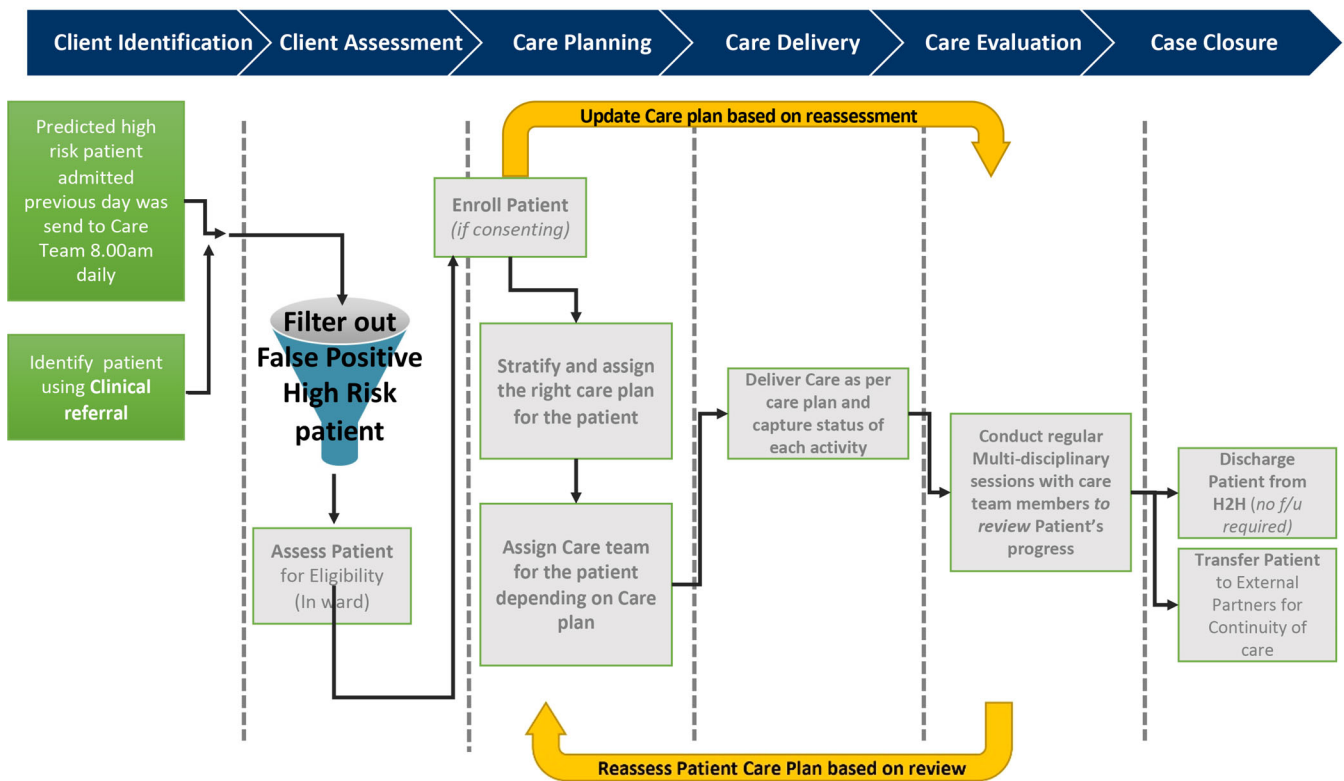 Client Identification
Client Assessment
Care Planning
Care Delivery
Care Evaluation
Case Closure
Predicted high
risk patient
admitted
previous day was
send to Care
Team 8.00am
daily
Identify patient
using Clinical
referral
Filter out
False Positive
High Risk
patient
Assess Patient
for Eligibility
(In ward)
Update Care plan based on reassessment
Enroll Patient
(if consenting)
Stratify and assign
the right care plan
for the patient
Assign Care team
for the patient
depending on Care
plan
Deliver Care as per
care plan and
capture status of
each activity
Conduct regular
Multi-disciplinary
sessions with care
team members to
review Patient's
progress
Discharge
Patient from
H2H (no f/u
required)
Transfer Patient
to External
Partners for
Continuity of
care
Reassess Patient Care Plan based on review